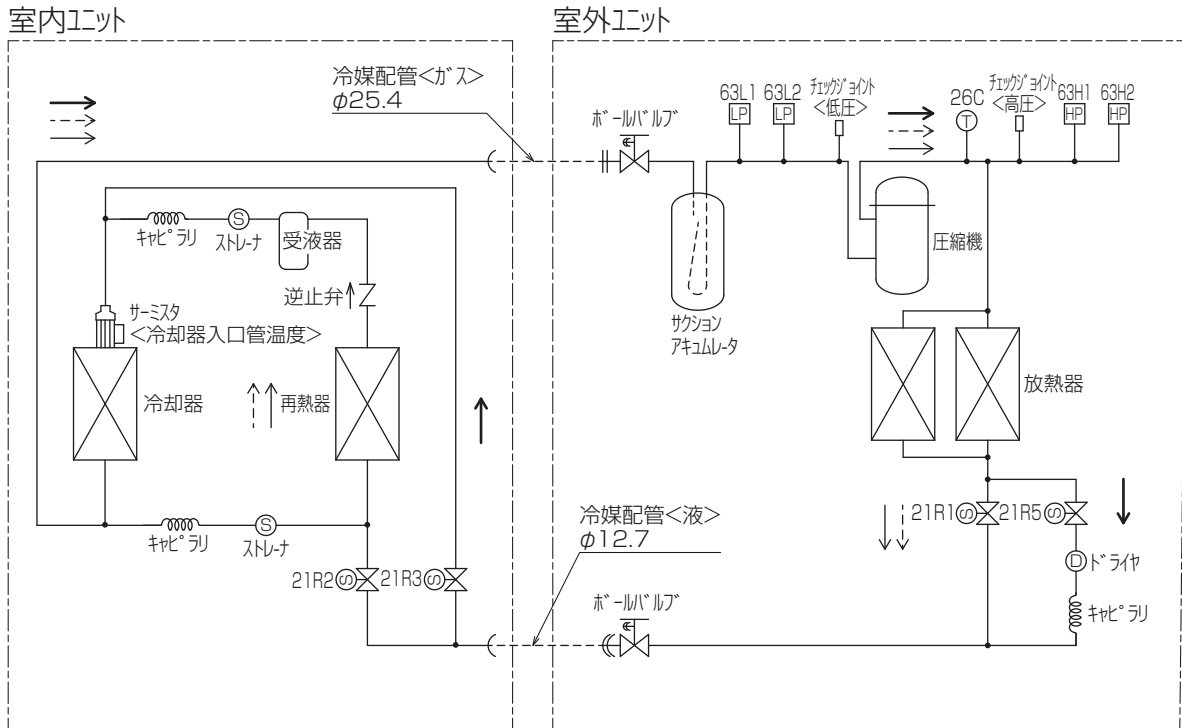 室内ユニット
室外ユニット
冷媒配管<ガス>
φ25.4
ボールバルブ
63L1
63L2
LP
LP
チェックジョイント
<低圧>
26C
T
チェックジョイント
<高圧>
63H1
63H2
HP
HP
キャピラリ
S
ストレーナ
受液器
逆止弁
サーミスタ
<冷却器入口管温度>
冷却器
再熱器
サクション
アキュムレータ
圧縮機
放熱器
キャピラリ
S
ストレーナ
21R2
S
21R3
S
冷媒配管<液>
φ12.7
ボールバルブ
21R1
S
21R5
S
D
ドライヤ
キャピラリ